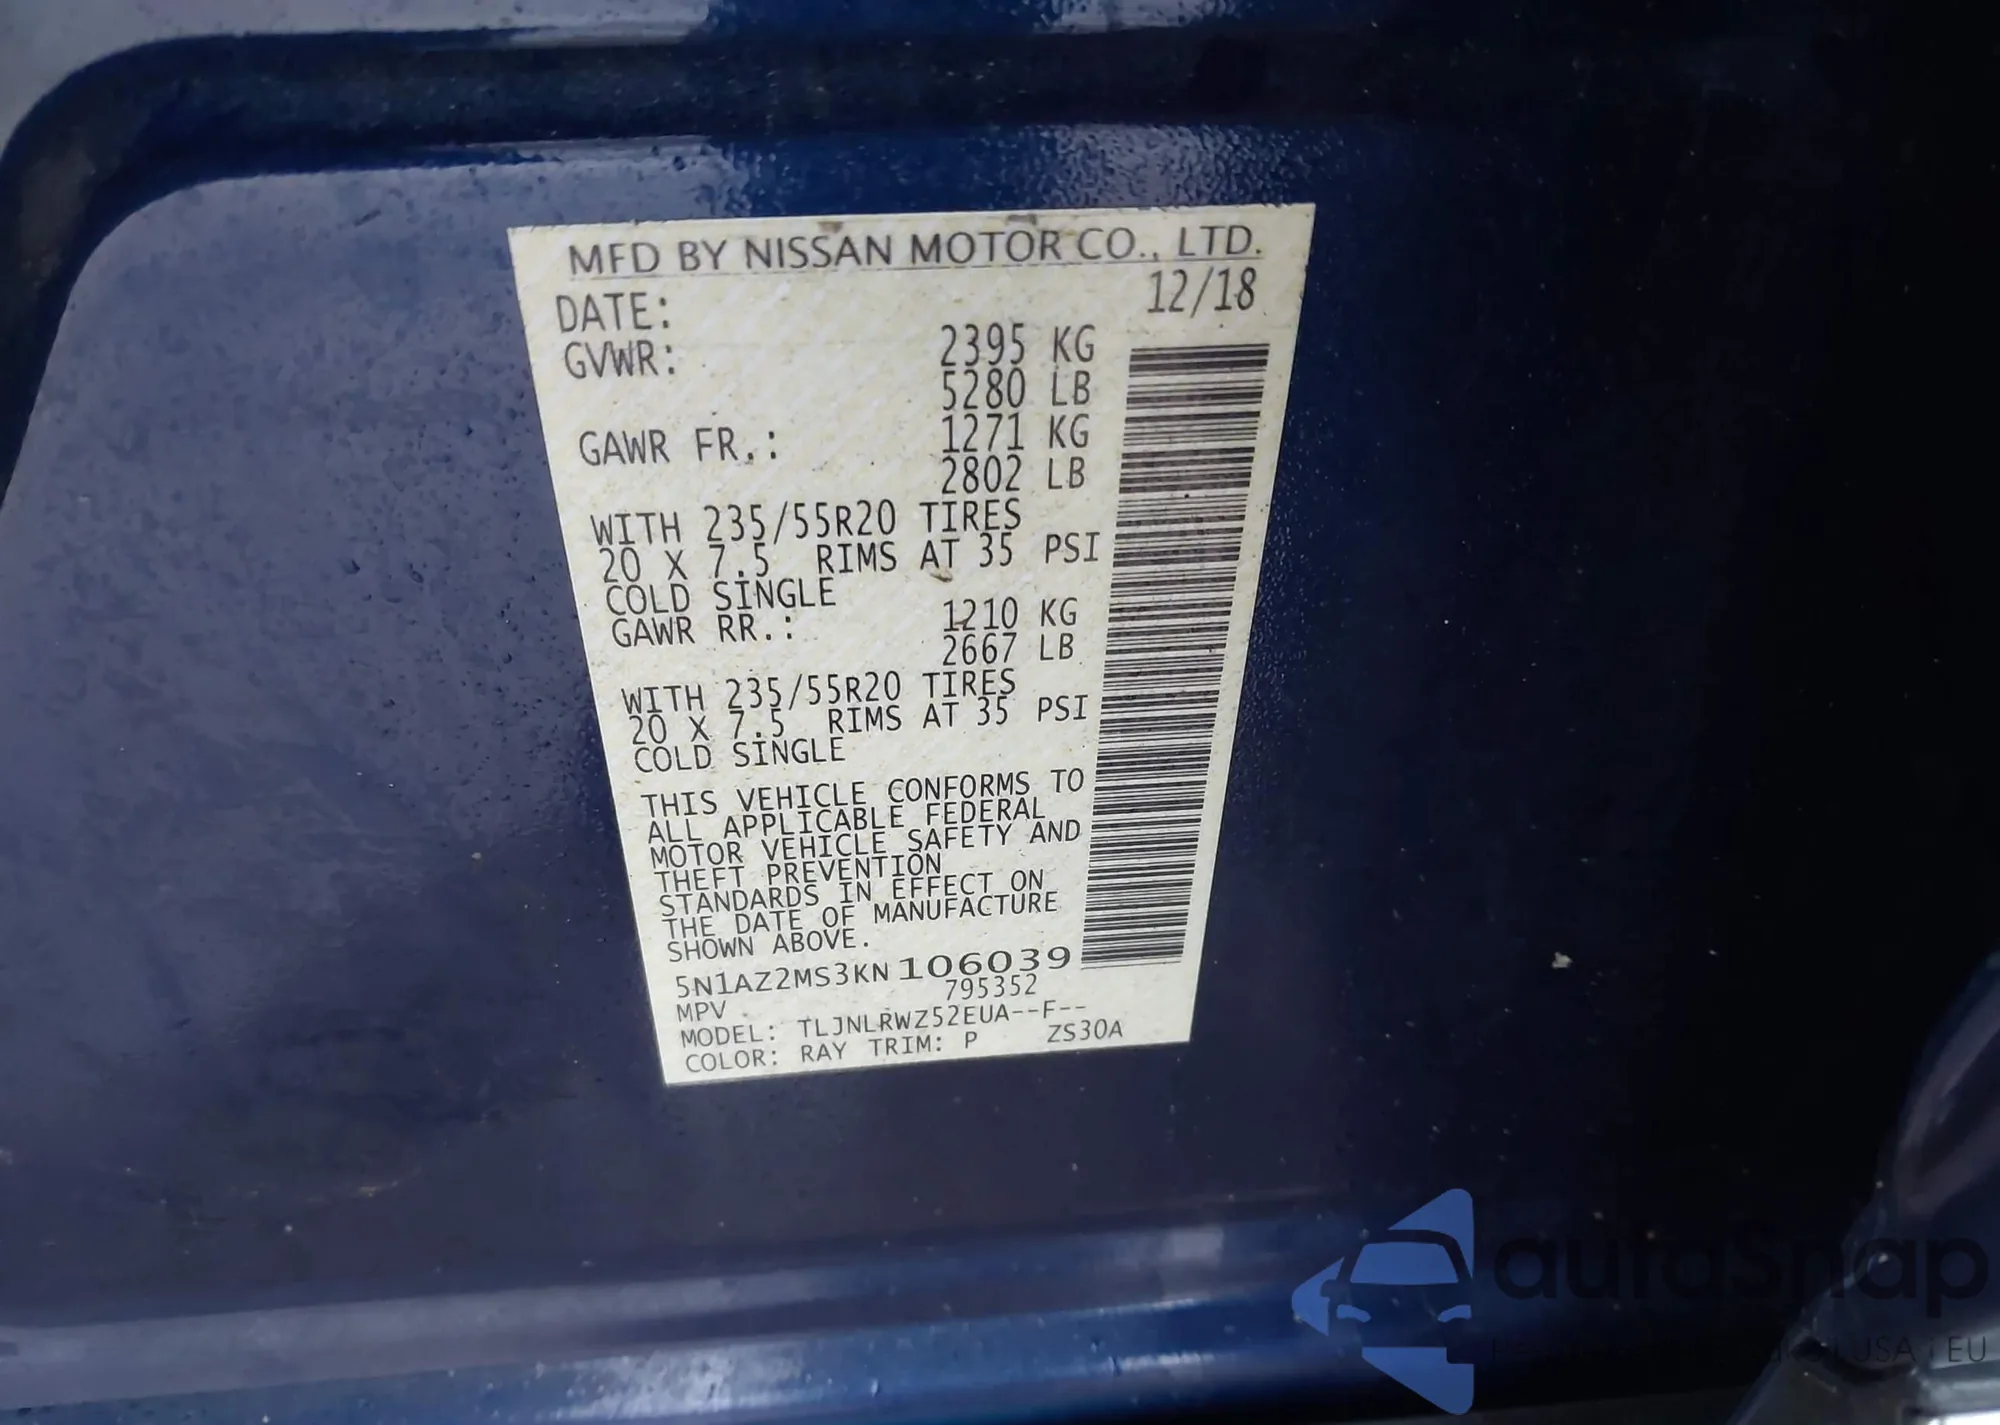 MFD BY NISSAN MOTOR CO., LTD.
DATE: 12/18
GVWR: 2395 KG
5280 LB
GAWR FR.: 1271 KG
2802 LB
WITH 235/55R20 TIRES
20 X 7.5 RIMS AT 35 PSI
COLD SINGLE
GAWR RR.: 1210 KG
2667 LB
WITH 235/55R20 TIRES
20 X 7.5 RIMS AT 35 PSI
COLD SINGLE
THIS VEHICLE CONFORMS TO
ALL APPLICABLE FEDERAL
MOTOR VEHICLE SAFETY AND
THEFT PREVENTION
STANDARDS IN EFFECT ON
THE DATE OF MANUFACTURE
SHOWN ABOVE.
5N1AZ2MS3KN106039
MPV 795352
MODEL: TLJNLRWZ52EUA--F--
COLOR: RAY TRIM: P ZS30A
autasnap
USA EU